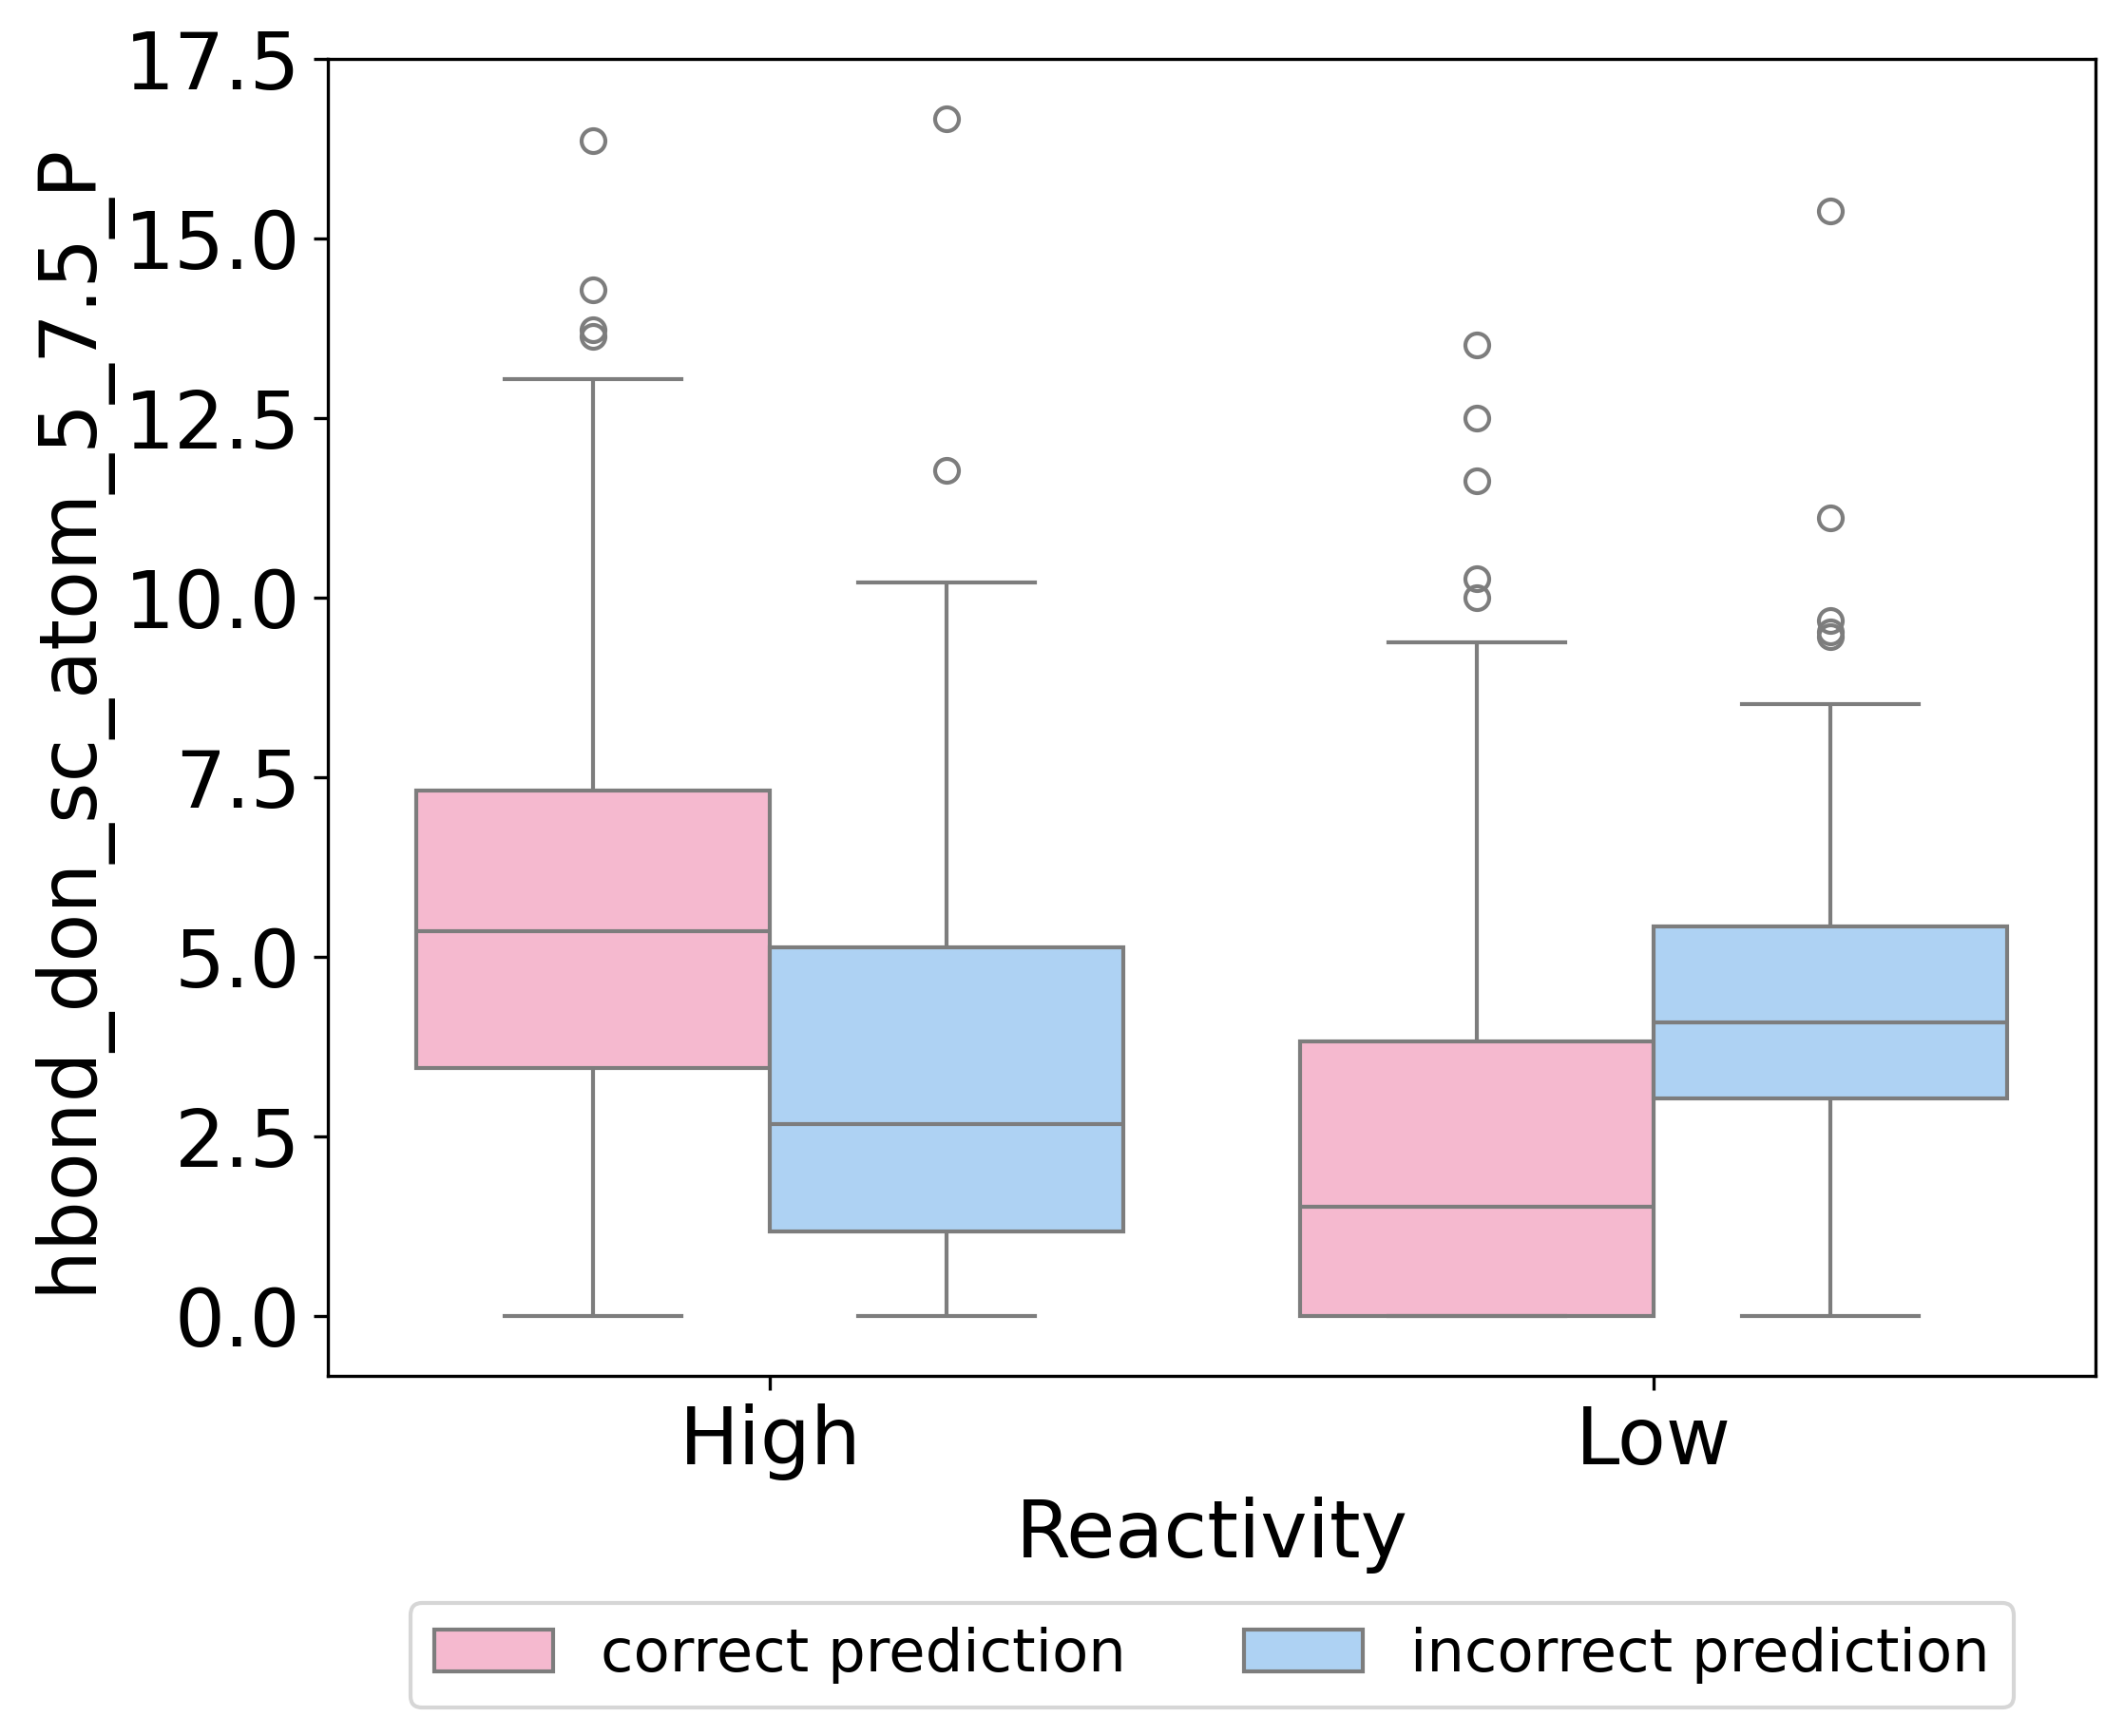 hbond_don_sc_atom_5_7.5_P
17.5
15.0
12.5
10.0
7.5
5.0
2.5
0.0
High
Low
Reactivity
correct prediction
incorrect prediction